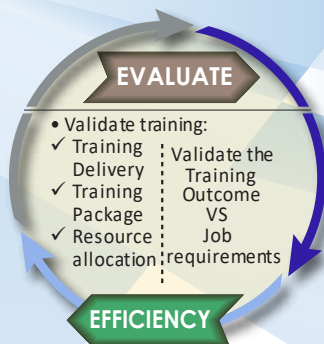 EVALUATE
• Validate training:
✓ Training
Delivery
✓ Training
Package
✓ Resource
allocation
Validate the
Training
Outcome
VS
Job
requirements
EFFICIENCY